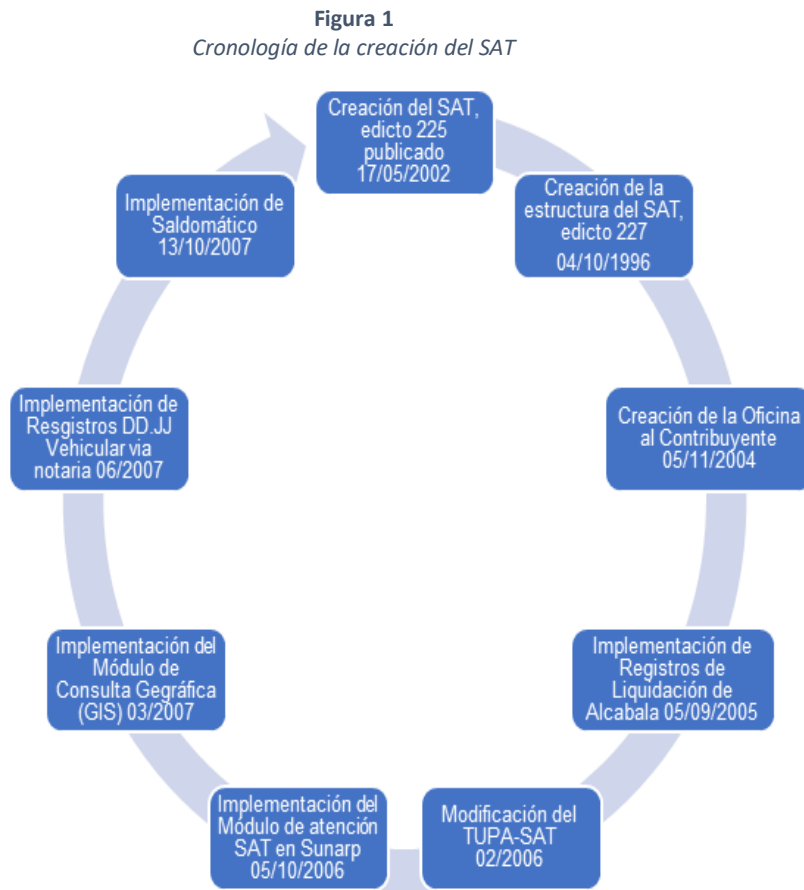 Figura 1
Cronología de la creación del SAT
Creación del SAT,
edicto 225
publicado
17/05/2002
Creación de la
estructura del SAT,
edicto 227
04/10/1996
Creación de la Oficina
al Contribuyente
05/11/2004
Implementación de
Registros de
Liquidación de
Alcabala 05/09/2005
Modificación del
TUPA-SAT
02/2006
Implementación del
Módulo de atención
SAT en Sunarp
05/10/2006
Implementación del
Módulo de
Consulta Gegráfica
(GIS) 03/2007
Implementación de
Resgistros DD.JJ
Vehicular via
notaria 06/2007
Implementación de
Saldomático
13/10/2007